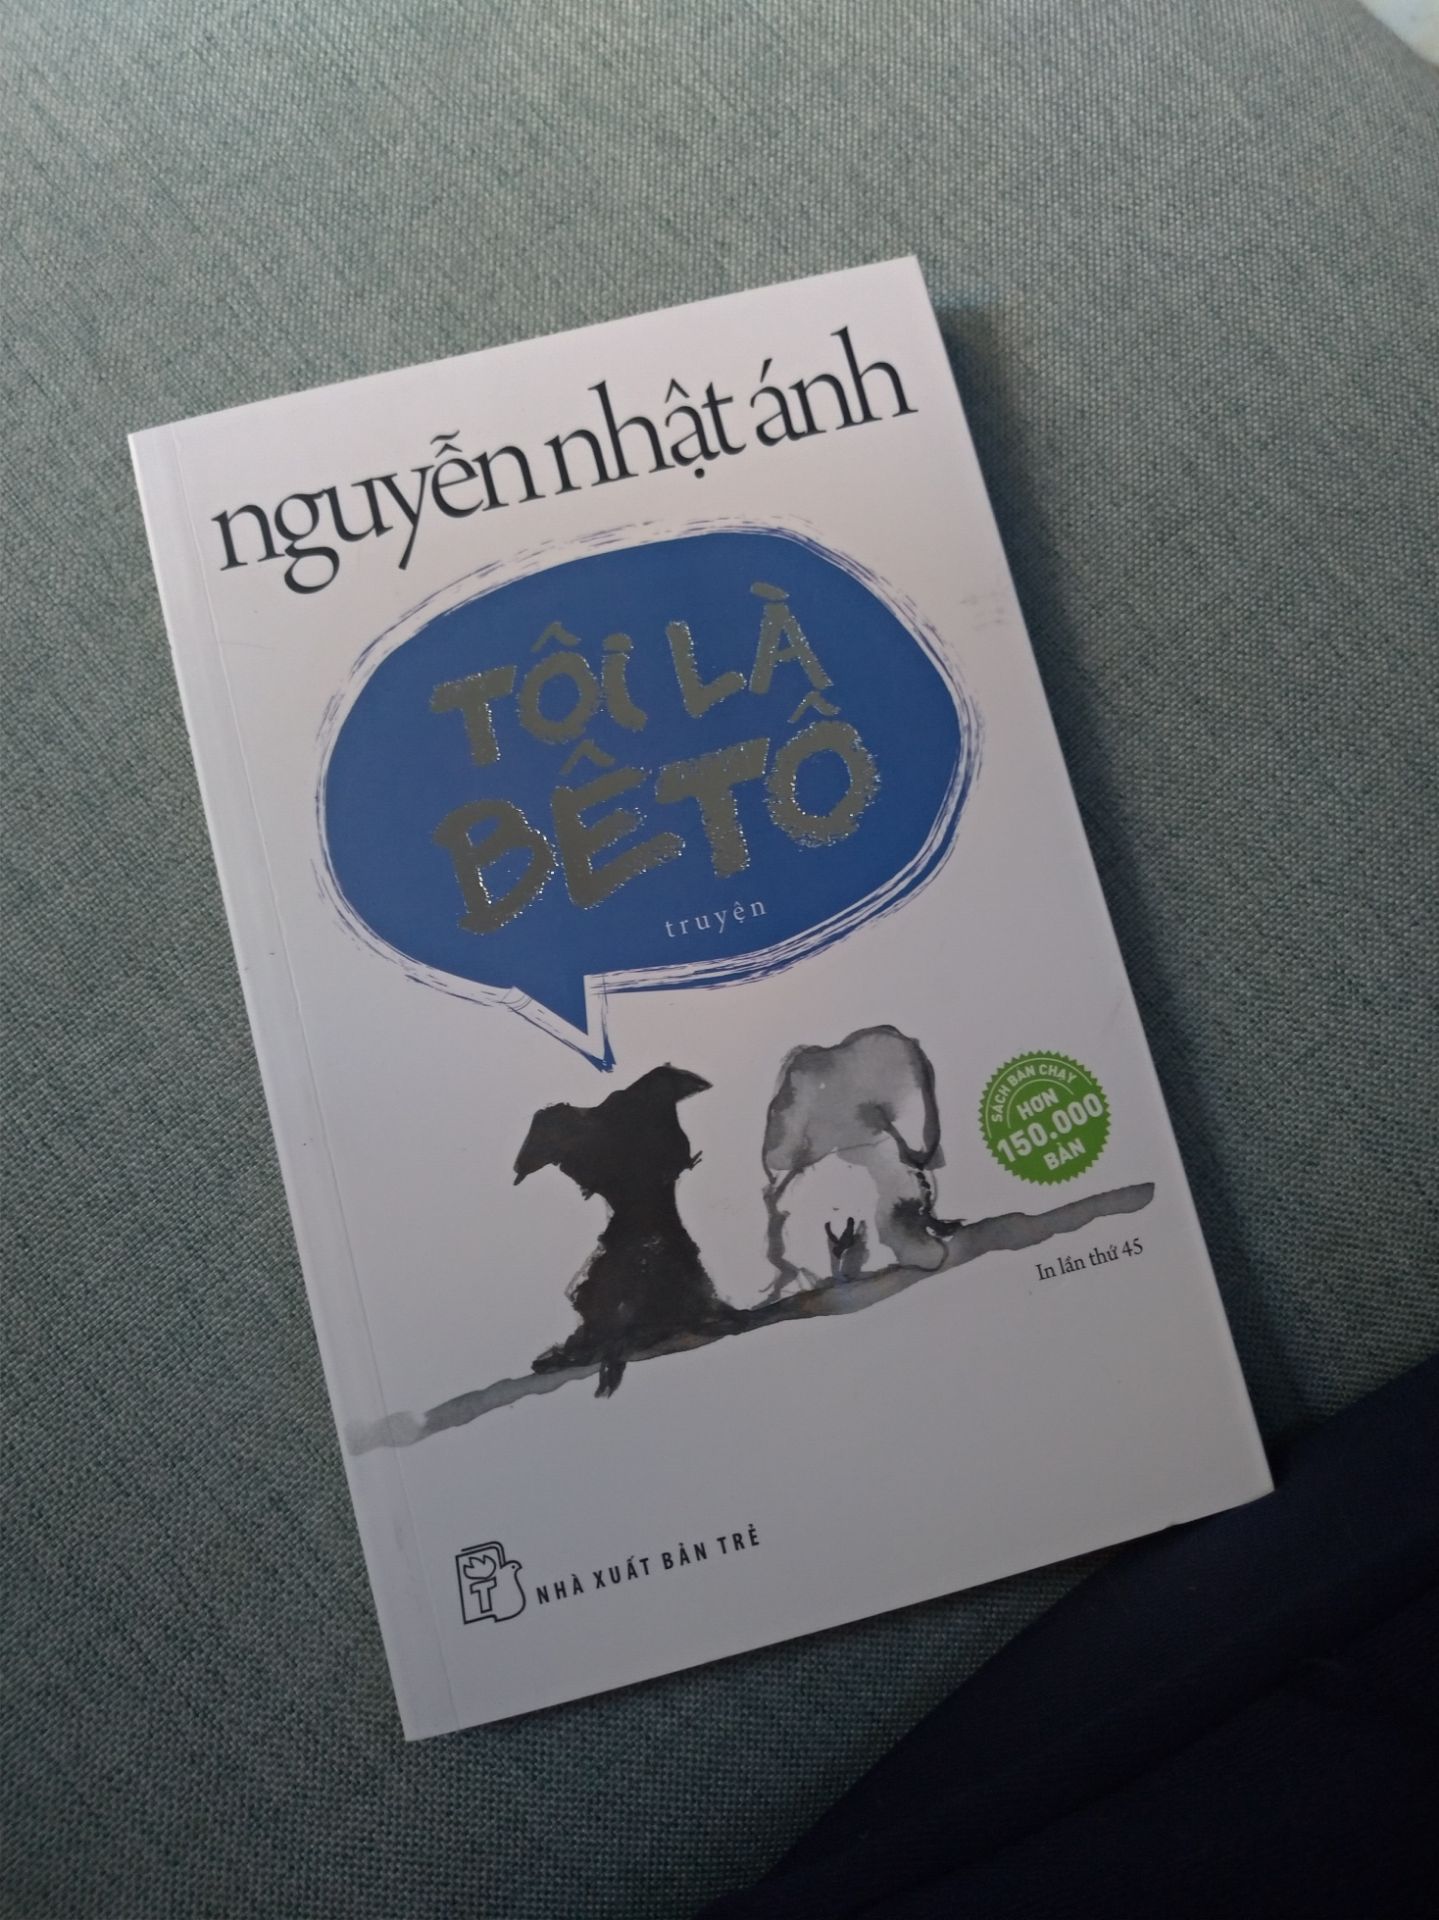 nguyễn nhật ánh
TÔI LÀ
BÊTÔ
truyện
SÁCH BÁN CHẠY
HƠN
150.000
BẢN
In lần thứ 45
T
NHÀ XUẤT BẢN TRẺ